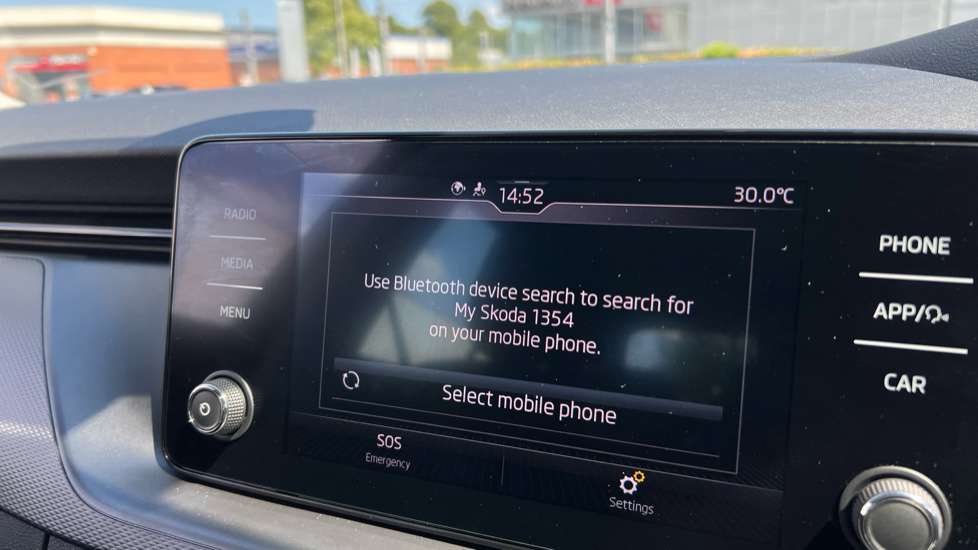 14:52
30.0°C
RADIO
MEDIA
MENU
Use Bluetooth device search to search for
My Skoda 1354
on your mobile phone.
Select mobile phone
SOS
Emergency
Settings
PHONE
APP/
CAR